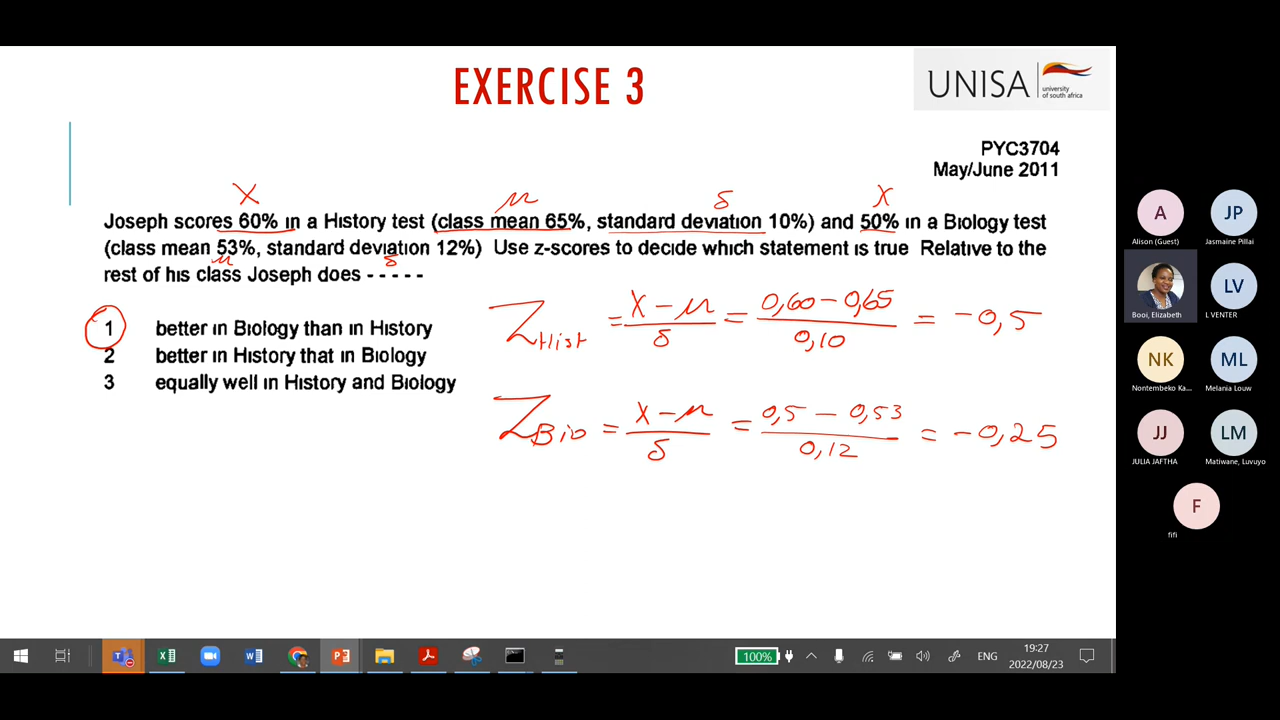 EXERCISE 3
UNISA
university
of south africa
PYC3704
May/June 2011
X μ δ X
Joseph scores 60% in a History test (class mean 65%, standard deviation 10%) and 50% in a Biology test
(class mean 53%, standard deviation 12%) Use z-scores to decide which statement is true Relative to the
μ δ
rest of his class Joseph does - - - - -
1 better in Biology than in History
2 better in History that in Biology
3 equally well in History and Biology
Z Hist = X - μ / δ = 0,60 - 0,65 / 0,10 = -0,5
Z Bio = X - μ / δ = 0,5 - 0,53 / 0,12 = -0,25
A JP
Alison (Guest) Jasmaine Pillai
LV
Booi, Elizabeth L VENTER
NK ML
Nontembeko Ka... Melania Louw
JJ LM
JULIA JAFTHA Matiwane, Luvuyo
F
fifi
100% ENG 19:27
2022/08/23